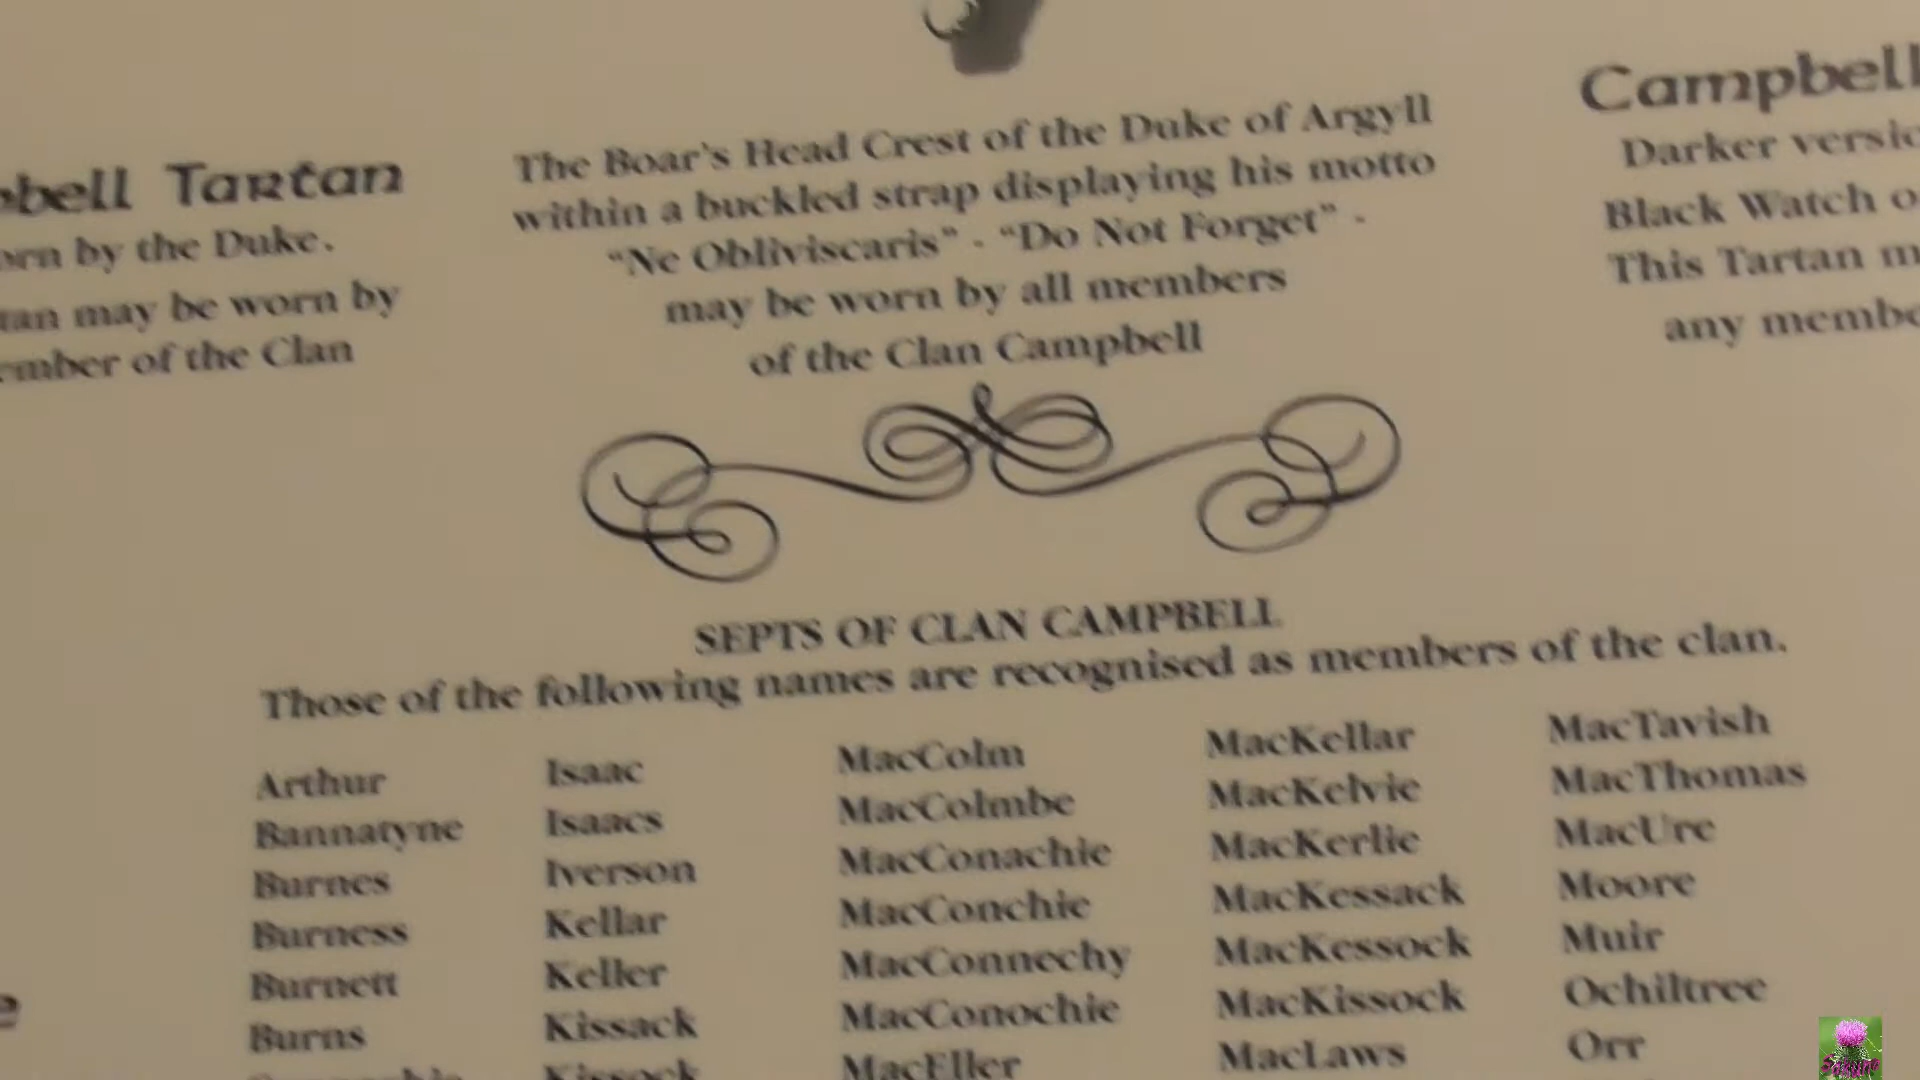 bell Tartan
orn by the Duke.
tan may be worn by
ember of the Clan
The Boar's Head Crest of the Duke of Argyll
within a buckled strap displaying his motto
“Ne Obliviscaris” - “Do Not Forget” -
may be worn by all members
of the Clan Campbell
Campbell
Darker versio
Black Watch o
This Tartan m
any membe
SEPTS OF CLAN CAMPBELL
Those of the following names are recognised as members of the clan.
Arthur
Bannatyne
Burnes
Burness
Burnett
Burns
Isaac
Isaacs
Iverson
Kellar
Keller
Kissack
Kissock
MacColm
MacColmbe
MacConachie
MacConchie
MacConnechy
MacConochie
MacEller
MacKellar
MacKelvie
MacKerlie
MacKessack
MacKessock
MacKissock
MacLaws
MacTavish
MacThomas
MacUre
Moore
Muir
Ochiltree
Orr